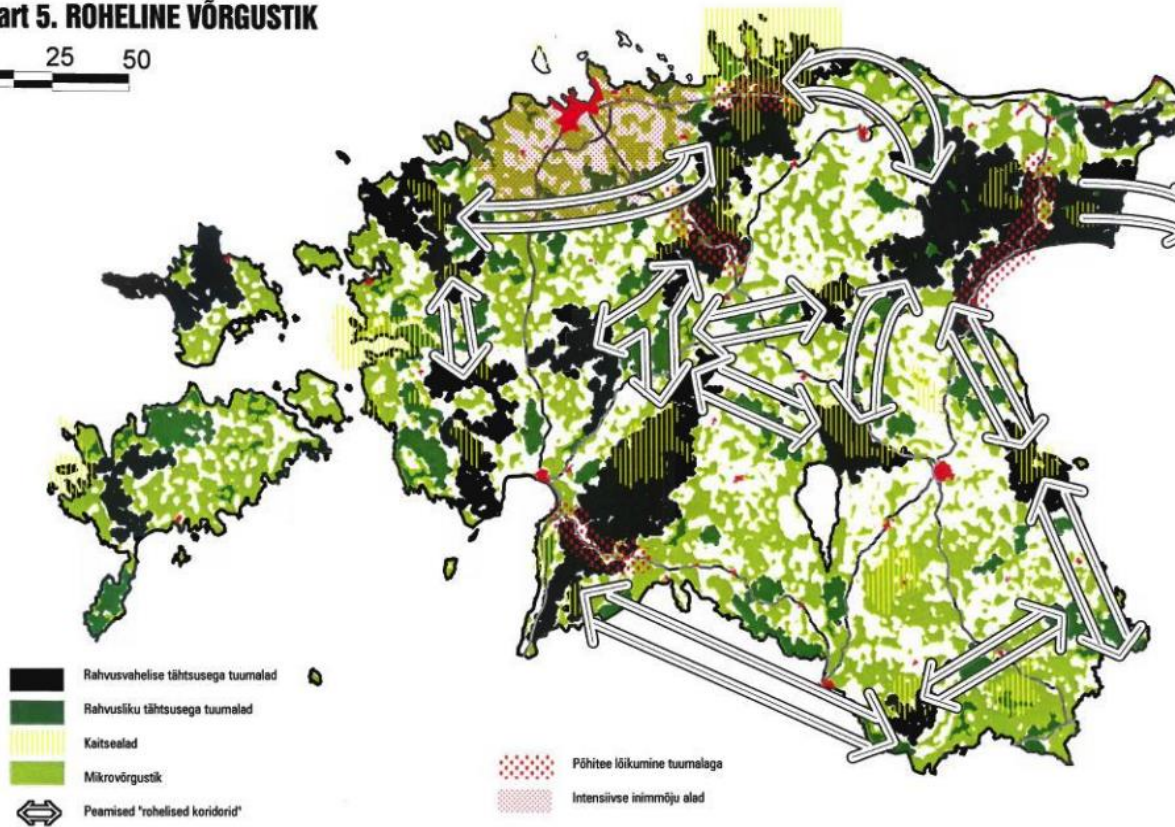 art 5. ROHELINE VÕRGUSTIK
25 50
Rahvusvahelise tähtsusega tuumalad
Rahvusliku tähtsusega tuumalad
Kaitsealad
Mikrovõrgustik
Peamised "rohelised koridorid"
Põhitee lõikumine tuumalaga
Intensiivse inimmõju alad